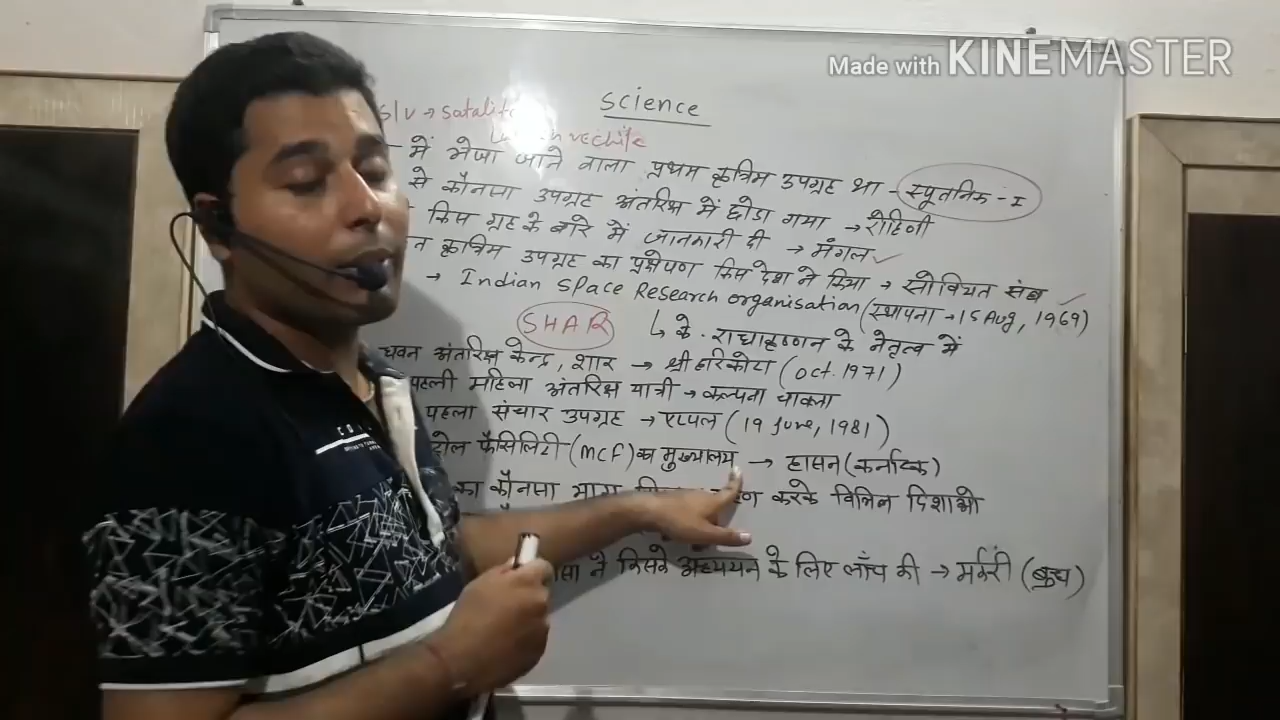 Made with KINEMASTER
Science
SLV → Satalite
vechile
में भेजा जाने वाला प्रथम कृत्रिम उपग्रह था - स्पूतनिक - I
से कौनसा उपग्रह अंतरिक्ष में छोडा गया → रोहिणी
किस ग्रह के बारे में जानकारी दी → मंगल ✓
कृत्रिम उपग्रह का प्रक्षेपण किस देश ने किया → सोवियत संघ ✓
→ Indian Space Research organisation (स्थापना → 15 Aug, 1969)
SHAR
↳ के. राधाकृष्णन के नेतृत्व में
धवन अंतरिक्ष केन्द्र, शार → श्री हरिकोटा (oct. 1971)
पहली महिला अंतरिक्ष यात्री → कल्पना चावला
पहला संचार उपग्रह → एप्पल (19 June, 1981)
फैसिलिटी (MCF) का मुख्यालय → हासन (कर्नाटक)
का कौनसा भाग करके विभिन्न दिशाओ
ने किसके अध्ययन के लिए लाँच की → मर्करी (बुध)